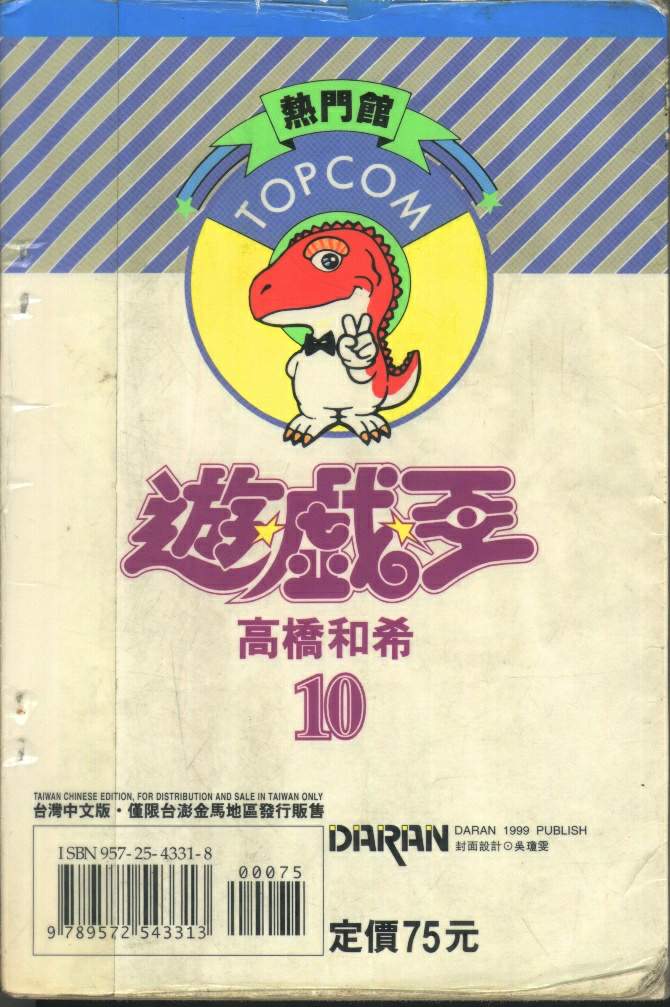 熱門館
TOPCOM
遊戲王
高橋和希
10
TAIWAN CHINESE EDITION, FOR DISTRIBUTION AND SALE IN TAIWAN ONLY
台灣中文版・僅限台澎金馬地區發行販售
ISBN 957-25-4331-8
00075
9 789572 543313
DARAN
DARAN 1999 PUBLISH
封面設計⊙吳瓊雯
定價75元